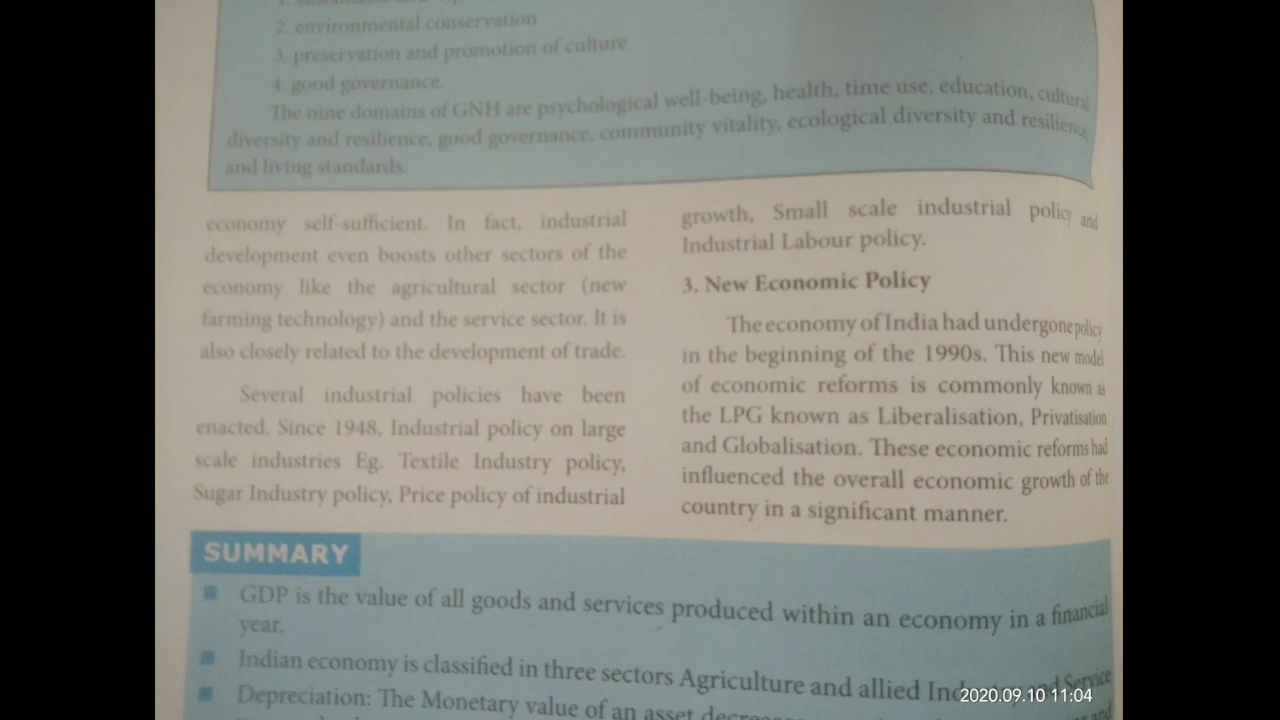 2. environmental conservation
3. preservation and promotion of culture
4. good governance.
The nine domains of GNH are psychological well-being, health, time use, education, cultural
diversity and resilience, good governance, community vitality, ecological diversity and resilience
and living standards.
economy self-sufficient. In fact, industrial
development even boosts other sectors of the
economy like the agricultural sector (new
farming technology) and the service sector. It is
also closely related to the development of trade.
Several industrial policies have been
enacted. Since 1948, Industrial policy on large
scale industries Eg. Textile Industry policy,
Sugar Industry policy, Price policy of industrial
growth, Small scale industrial policy and
Industrial Labour policy.
3. New Economic Policy
The economy of India had undergone policy
in the beginning of the 1990s. This new model
of economic reforms is commonly known as
the LPG known as Liberalisation, Privatisation
and Globalisation. These economic reforms had
influenced the overall economic growth of the
country in a significant manner.
SUMMARY
GDP is the value of all goods and services produced within an economy in a financial
year.
Indian economy is classified in three sectors Agriculture and allied Service
Depreciation: The Monetary value of an asset
2020.09.10 11:04